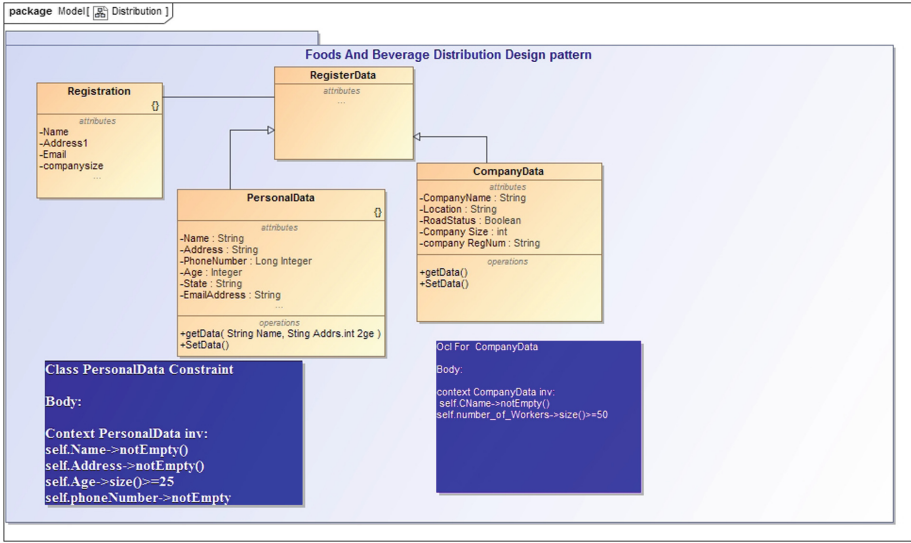 package Model[ Distribution ]
Foods And Beverage Distribution Design pattern
RegisterData
attributes
...
Registration
{}
attributes
-Name
-Address1
-Email
-companysize
...
CompanyData
attributes
-CompanyName : String
-Location : String
-RoadStatus : Boolean
-Company Size : int
-company RegNum : String
operations
+getData()
+SetData()
PersonalData
{}
attributes
-Name : String
-Address : String
-PhoneNumber : Long Integer
-Age : Integer
-State : String
-EmailAddress : String
...
operations
+getData( String Name, Sting Addrs.int 2ge )
+SetData()
Class PersonalData Constraint
Body:
Context PersonalData inv:
self.Name->notEmpty()
self.Address->notEmpty()
self.Age->size()>=25
self.phoneNumber->notEmpty
Ocl For CompanyData
Body:
context CompanyData inv:
self.CName->notEmpty()
self.number_of_Workers->size()>=50